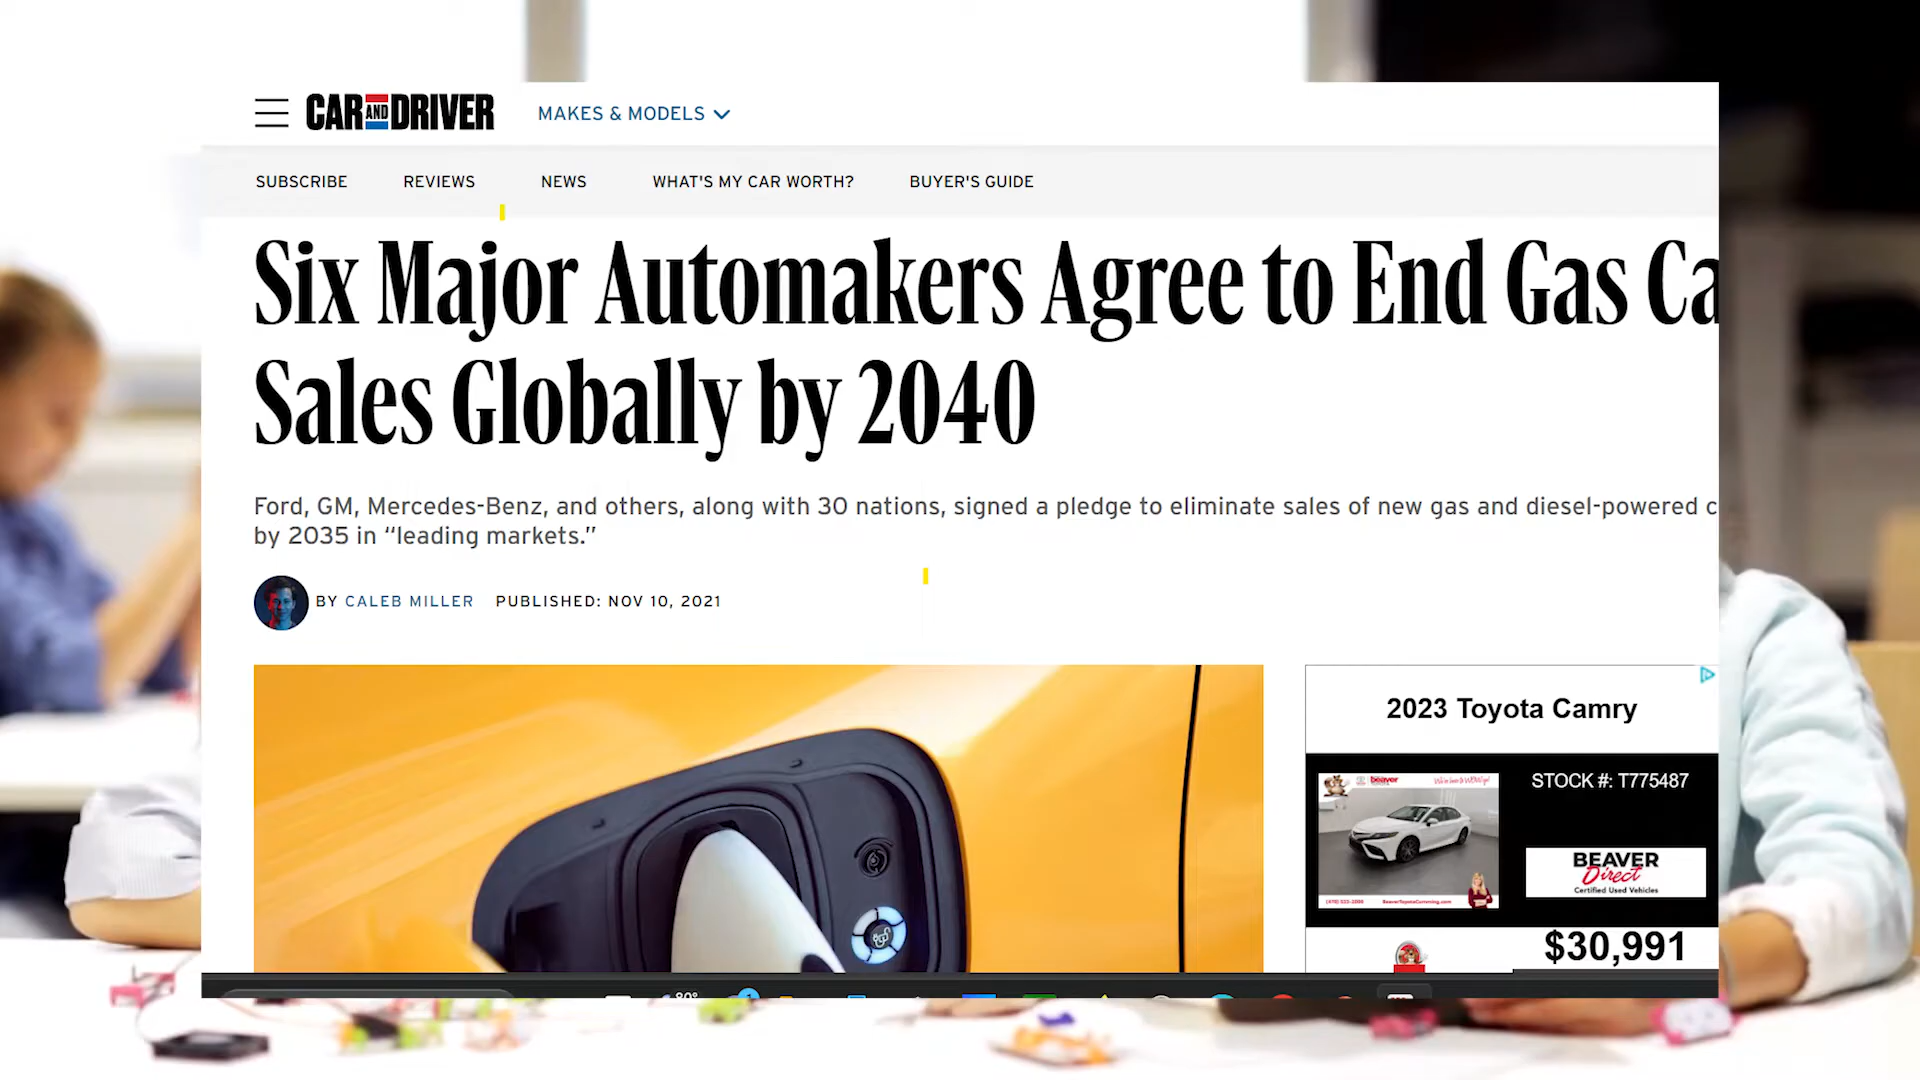 CAR AND DRIVER
MAKES & MODELS
SUBSCRIBE REVIEWS NEWS WHAT'S MY CAR WORTH? BUYER'S GUIDE
Six Major Automakers Agree to End Gas Ca
Sales Globally by 2040
Ford, GM, Mercedes-Benz, and others, along with 30 nations, signed a pledge to eliminate sales of new gas and diesel-powered c
by 2035 in “leading markets.”
BY CALEB MILLER PUBLISHED: NOV 10, 2021
2023 Toyota Camry
STOCK #: T775487
beaver
BEAVER
Direct
Certified Used Vehicles
$30,991
80°